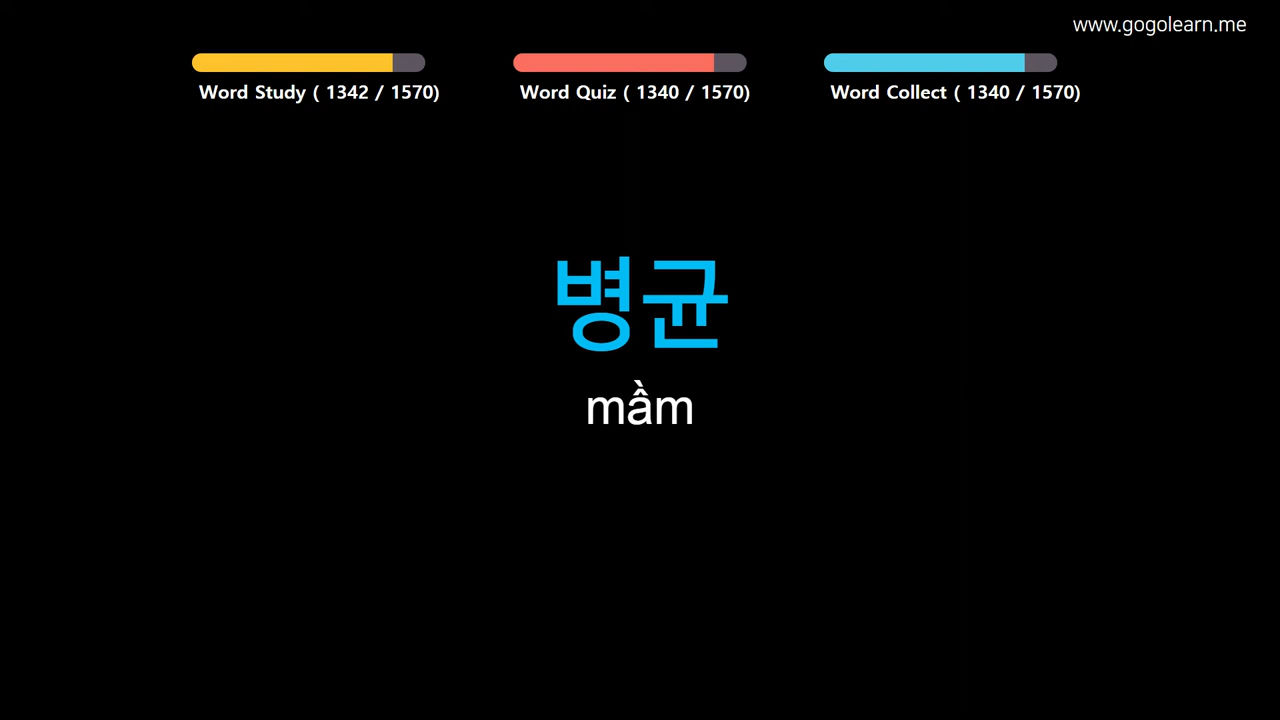 www.gogolearn.me
Word Study ( 1342 / 1570)
Word Quiz ( 1340 / 1570)
Word Collect ( 1340 / 1570)
병균
mầm